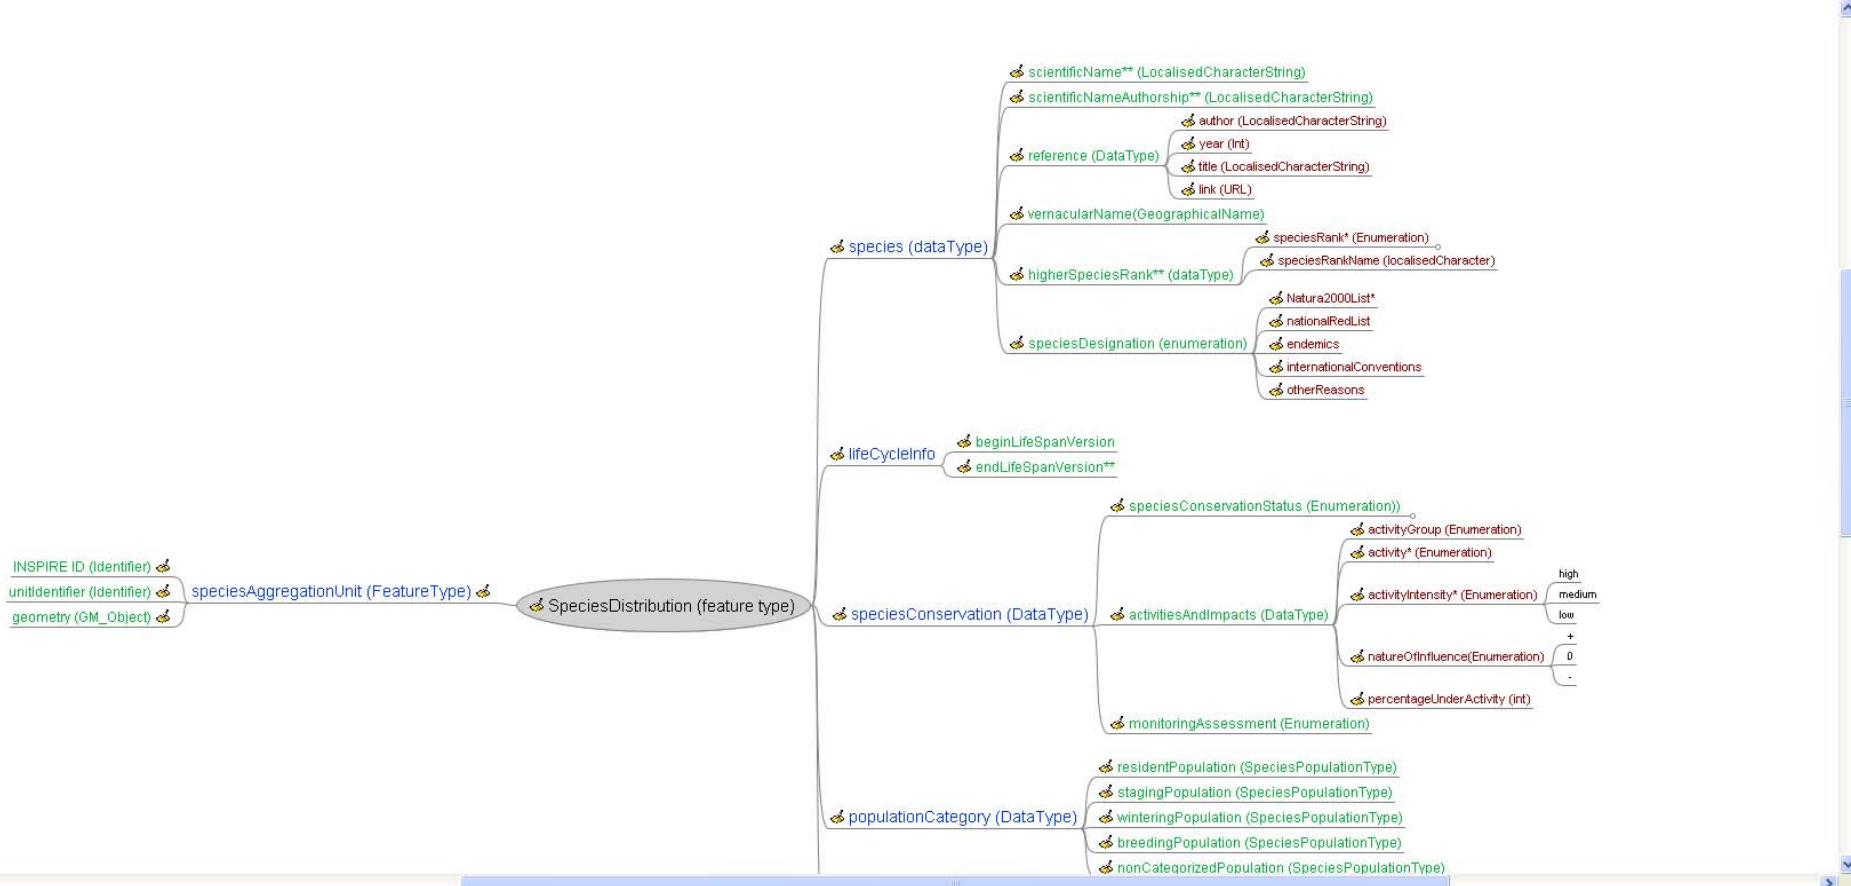 scientificName** (LocalisedCharacterString)
scientificNameAuthorship** (LocalisedCharacterString)
author (LocalisedCharacterString)
year (Int)
reference (DataType)
title (LocalisedCharacterString)
link (URL)
vernacularName(GeographicalName)
speciesRank* (Enumeration)
species (dataType)
speciesRankName (localisedCharacter)
higherSpeciesRank** (dataType)
Natura2000List*
nationalRedList
speciesDesignation (enumeration)
endemics
internationalConventions
otherReasons
beginLifeSpanVersion
lifeCycleInfo
endLifeSpanVersion**
speciesConservationStatus (Enumeration))
activityGroup (Enumeration)
activity* (Enumeration)
INSPIRE ID (Identifier)
high
unitIdentifier (Identifier)
speciesAggregationUnit (FeatureType)
activityIntensity* (Enumeration)
medium
SpeciesDistribution (feature type)
geometry (GM_Object)
speciesConservation (DataType)
activitiesAndImpacts (DataType)
low
+
natureOfInfluence(Enumeration)
0
-
percentageUnderActivity (int)
monitoringAssessment (Enumeration)
residentPopulation (SpeciesPopulationType)
stagingPopulation (SpeciesPopulationType)
populationCategory (DataType)
winteringPopulation (SpeciesPopulationType)
breedingPopulation (SpeciesPopulationType)
nonCategorizedPopulation (SpeciesPopulationType)